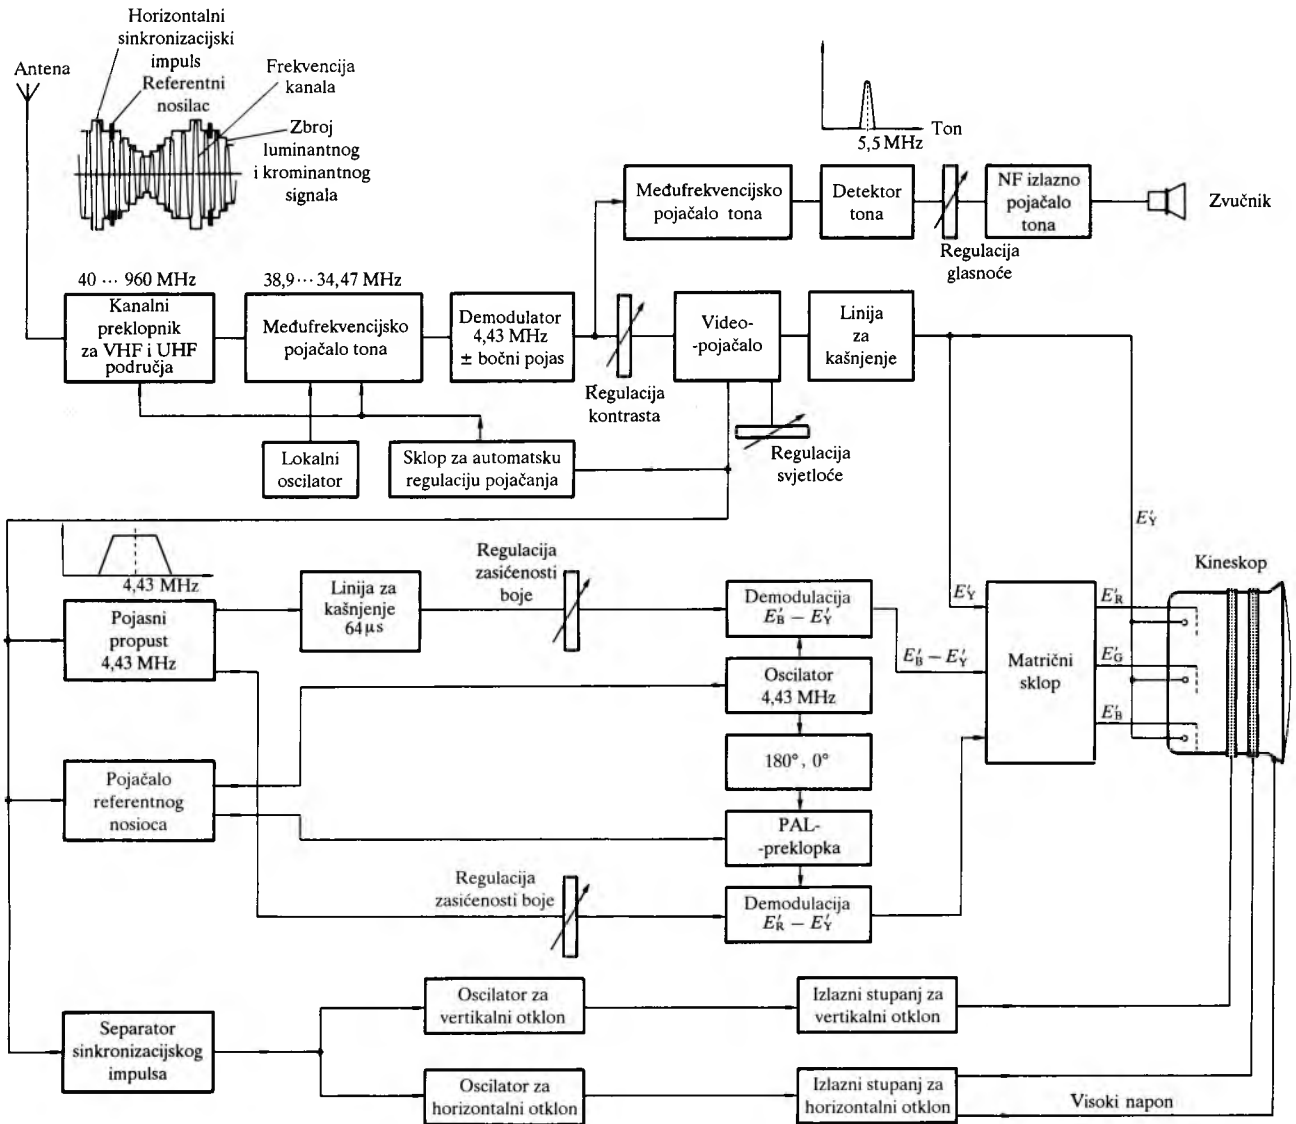 Horizontalni
sinkronizacijski
impuls
Antena
Referentni
nosilac
Frekvencija
kanala
Zbroj
luminantnog
i krominantnog
signala
Ton
5,5 MHz
Međufrekvencijsko
pojačalo tona
Detektor
tona
NF izlazno
pojačalo
tona
Zvučnik
Regulacija
glasnoće
40 ··· 960 MHz
Kanalni
preklopnik
za VHF i UHF
područja
38,9 ··· 34,47 MHz
Međufrekvencijsko
pojačalo tona
Demodulator
4,43 MHz
± bočni pojas
Regulacija
kontrasta
Video-
-pojačalo
Linija
za
kašnjenje
Regulacija
svjetloće
Lokalni
oscilator
Sklop za automatsku
regulaciju pojačanja
4,43 MHz
Pojasni
propust
4,43 MHz
Linija za
kašnjenje
64 µs
Regulacija
zasićenosti
boje
Demodulacija
E′B − E′Y
E′Y
E′B − E′Y
Oscilator
4,43 MHz
Matrični
sklop
E′Y
E′R
E′G
E′B
Kineskop
180°, 0°
Pojačalo
referentnog
nosioca
PAL-
-preklopka
Regulacija
zasićenosti boje
Demodulacija
E′R − E′Y
Separator
sinkronizacijskog
impulsa
Oscilator za
vertikalni otklon
Izlazni stupanj za
vertikalni otklon
Oscilator za
horizontalni otklon
Izlazni stupanj za
horizontalni otklon
Visoki napon